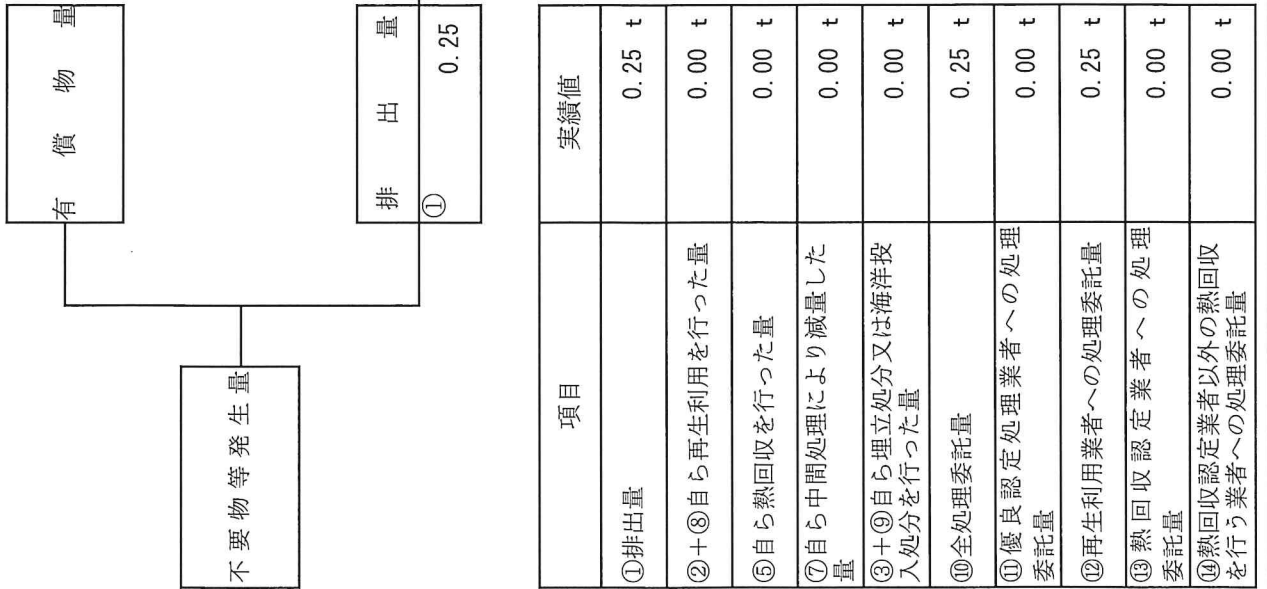 有償物量
不要物等発生量
排出量
①
0.25
項目
実績値
①排出量
0.25 t
②+⑧自ら再生利用を行った量
0.00 t
⑤自ら熱回収を行った量
0.00 t
⑦自ら中間処理により減量した
量
0.00 t
③+⑨自ら埋立処分又は海洋投
入処分を行った量
0.00 t
⑩全処理委託量
0.25 t
⑪優良認定処理業者への処理
委託量
0.00 t
⑫再生利用業者への処理委託量
0.25 t
⑬熱回収認定業者への処理
委託量
0.00 t
⑭熱回収認定業者以外の熱回収
を行う業者への処理委託量
0.00 t